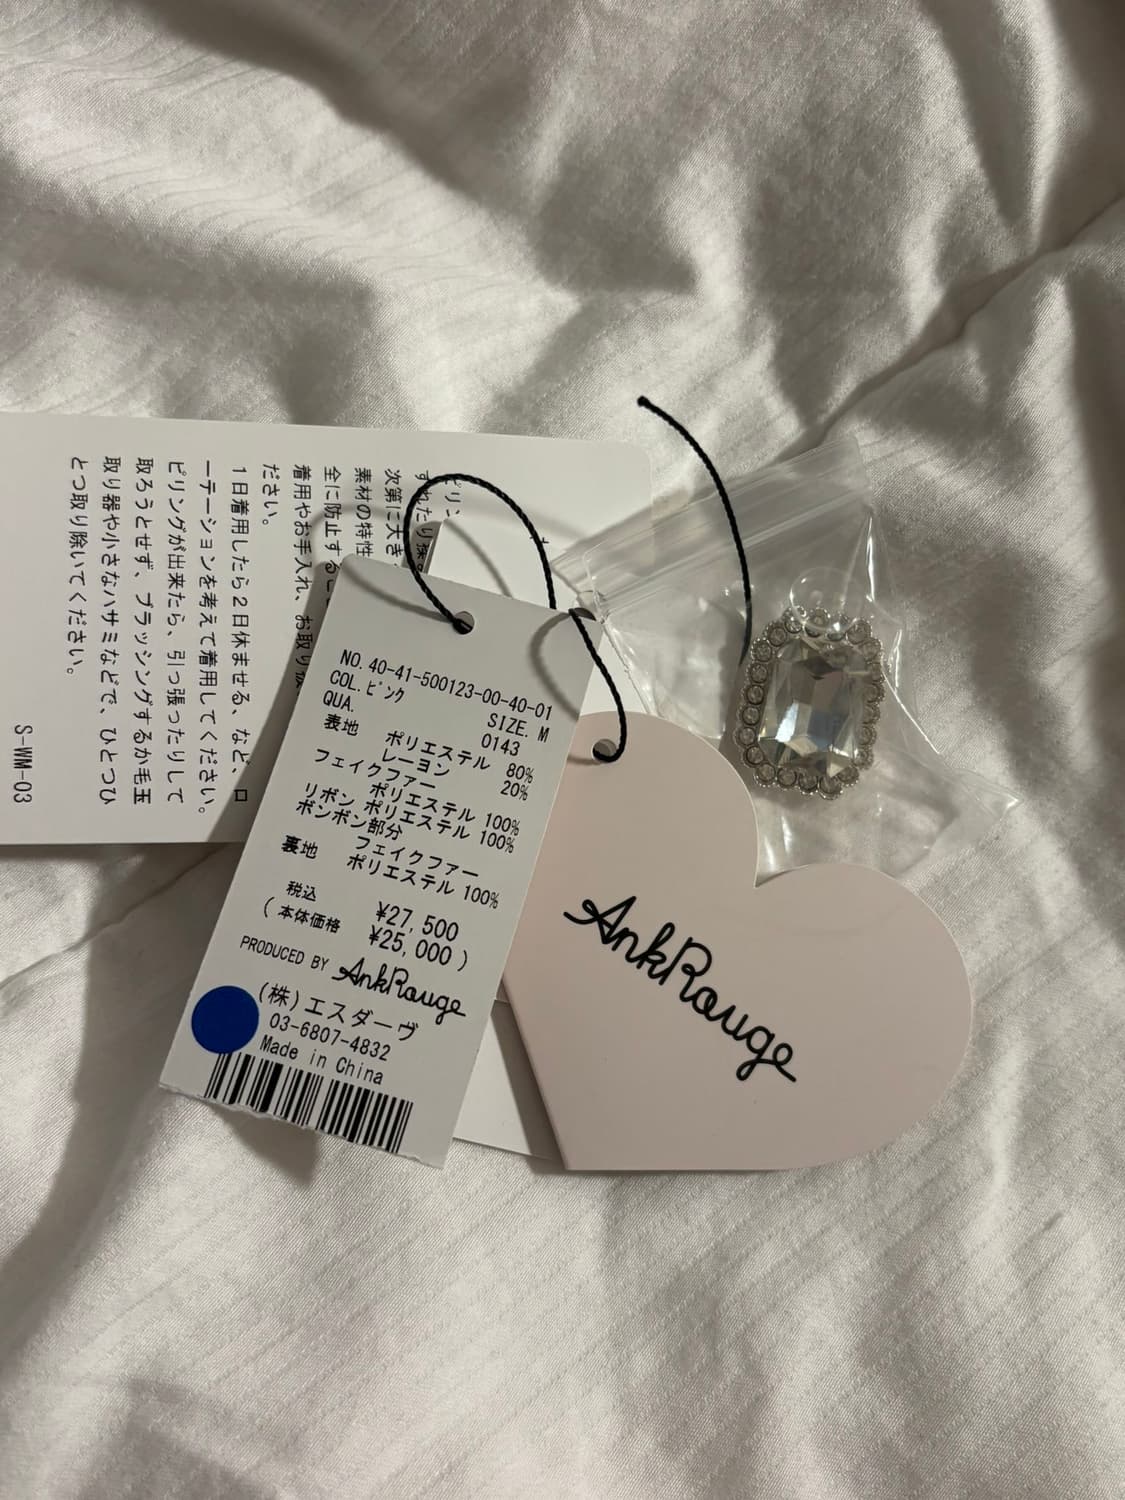 NO. 40-41-500123-00-40-01
COL. ピンク SIZE. M
QUA. 0143
表地 ポリエステル 80%
レーヨン 20%
フェイクファー
ポリエステル 100%
リボン ポリエステル 100%
ボンボン部分
フェイクファー
裏地 ポリエステル 100%
税込 ¥27,500
( 本体価格 ¥25,000 )
PRODUCED BY AnkRouge
(株)エスダーヴ
03-6807-4832
Made in China
AnkRouge
次第に大き
素材の特性
全に防止する
着用やお手入れ、お取り扱
ださい。
1日着用したら2日休ませる、など、ロ
ーテーションを考えて着用してください。
ピリングが出来たら、引っ張ったりして
取ろうとせず、ブラッシングするか毛玉
取り器や小さなハサミなどで、ひとつひ
とつ取り除いてください。
S-WM-03